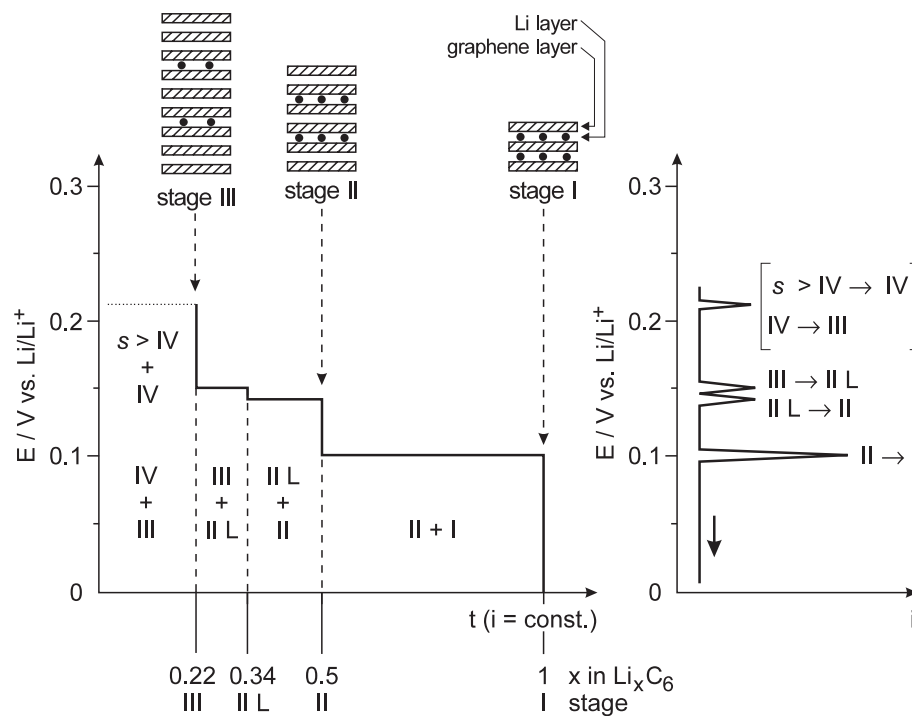 Li layer
graphene layer
stage III
stage II
stage I
E / V vs. Li/Li⁺
0.3
0.2
0.1
0
s > IV
+
IV
IV
+
III
III
+
II L
II L
+
II
II + I
t (i = const.)
0.22 0.34 0.5 1 x in LiₓC₆
III II L II I stage
E / V vs. Li/Li⁺
0.3
0.2
0.1
0
s > IV → IV
IV → III
III → II L
II L → II
II →
i